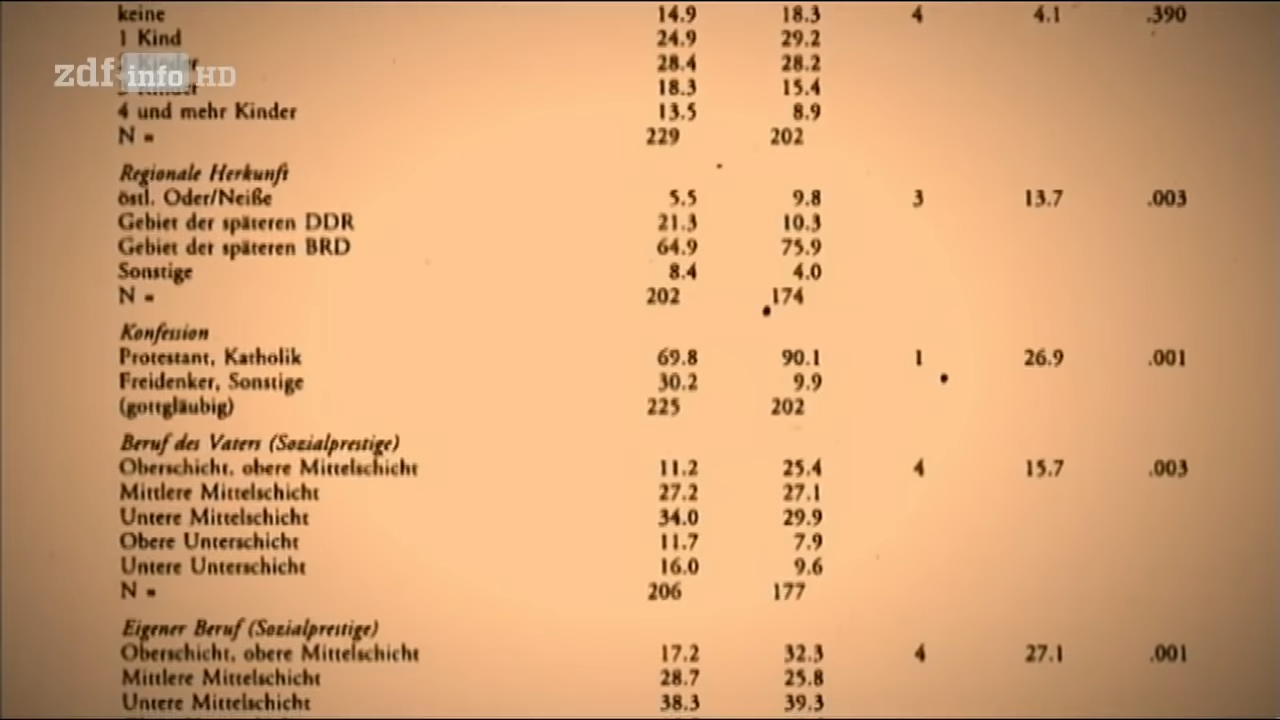 keine 14.9 18.3 4 4.1 .390
1 Kind 24.9 29.2
zdf info HD
28.4 28.2
18.3 15.4
4 und mehr Kinder 13.5 8.9
N = 229 202
Regionale Herkunft
östl. Oder/Neiße 5.5 9.8 3 13.7 .003
Gebiet der späteren DDR 21.3 10.3
Gebiet der späteren BRD 64.9 75.9
Sonstige 8.4 4.0
N = 202 174
Konfession
Protestant, Katholik 69.8 90.1 1 26.9 .001
Freidenker, Sonstige 30.2 9.9
(gottgläubig) 225 202
Beruf des Vaters (Sozialprestige)
Oberschicht, obere Mittelschicht 11.2 25.4 4 15.7 .003
Mittlere Mittelschicht 27.2 27.1
Untere Mittelschicht 34.0 29.9
Obere Unterschicht 11.7 7.9
Untere Unterschicht 16.0 9.6
N = 206 177
Eigener Beruf (Sozialprestige)
Oberschicht, obere Mittelschicht 17.2 32.3 4 27.1 .001
Mittlere Mittelschicht 28.7 25.8
Untere Mittelschicht 38.3 39.3